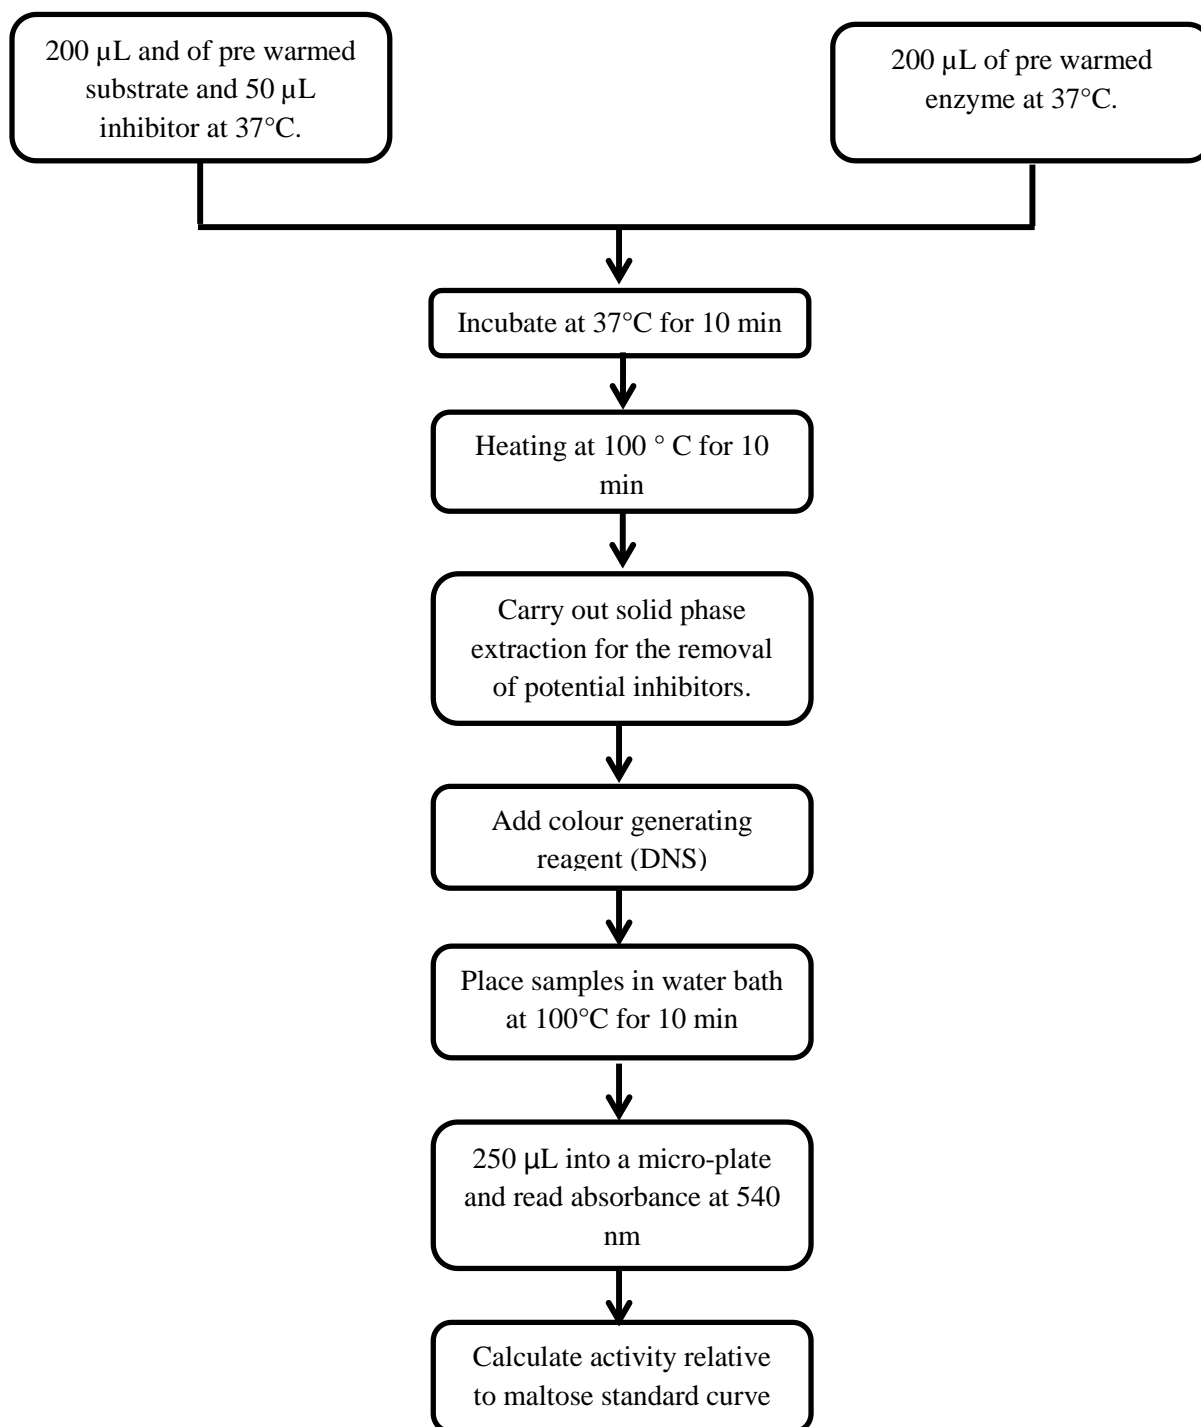 200 µL and of pre warmed
substrate and 50 µL
inhibitor at 37°C.
200 µL of pre warmed
enzyme at 37°C.
Incubate at 37°C for 10 min
Heating at 100 ° C for 10
min
Carry out solid phase
extraction for the removal
of potential inhibitors.
Add colour generating
reagent (DNS)
Place samples in water bath
at 100°C for 10 min
250 µL into a micro-plate
and read absorbance at 540
nm
Calculate activity relative
to maltose standard curve